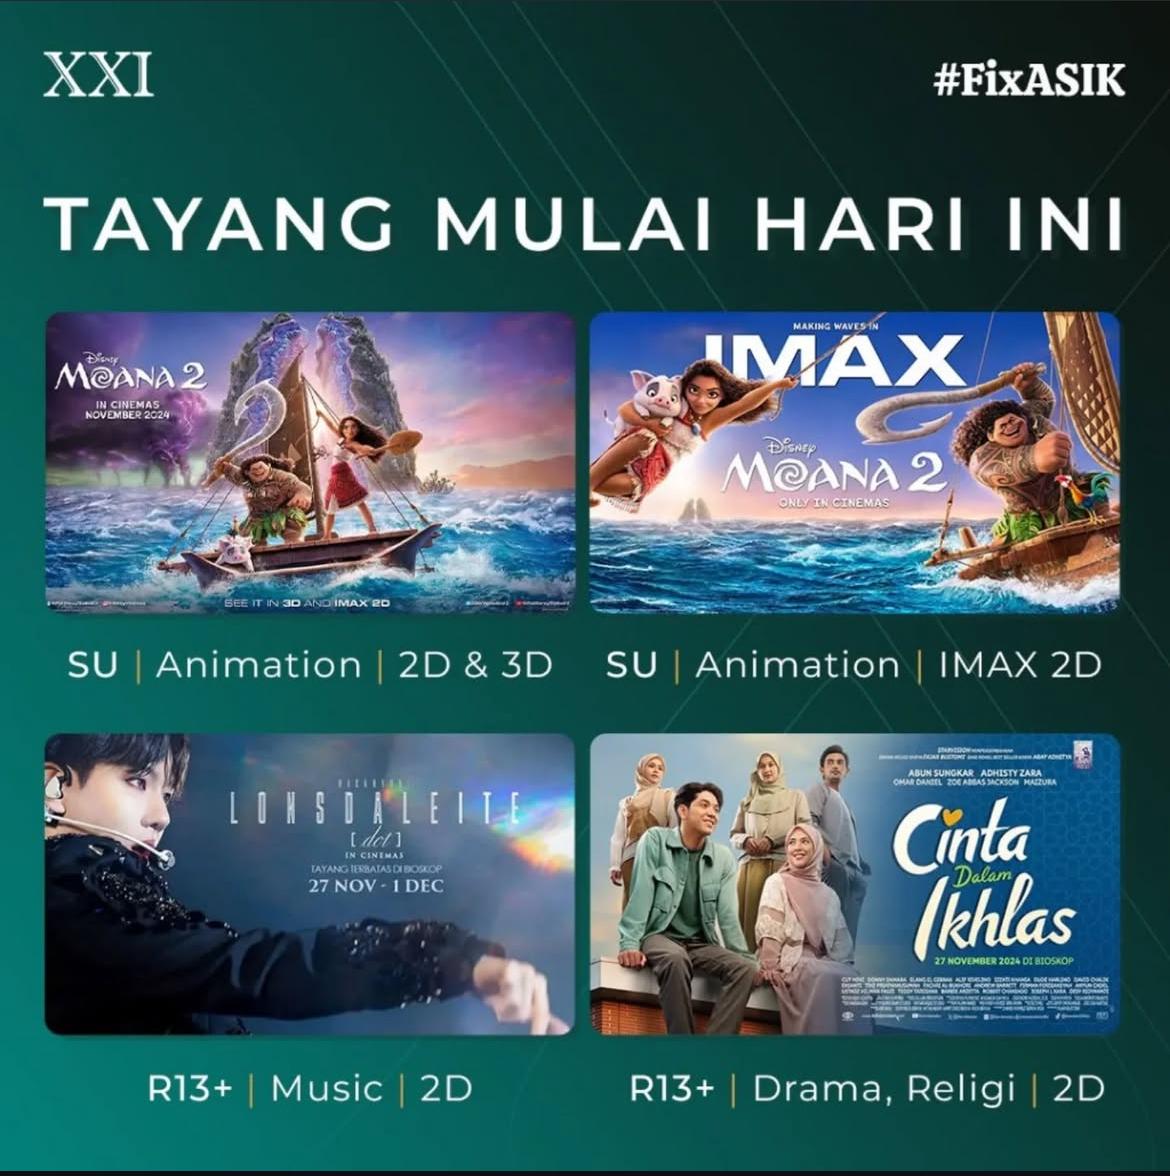 XXI
#FixASIK
TAYANG MULAI HARI INI
Disney
MOANA 2
IN CINEMAS
NOVEMBER 2024
SEE IT IN 3D AND IMAX 2D
MAKING WAVES IN
IMAX
Disney
MOANA 2
ONLY IN CINEMAS
SU | Animation | 2D & 3D
SU | Animation | IMAX 2D
LONSDALEITE
[dot]
IN CINEMAS
TAYANG TERBATAS DI BIOSKOP
27 NOV - 1 DEC
ABUN SUNGKAR ADHISTY ZARA
OMAR DANIEL ZOE ABBAS JACKSON MAIZURA
Cinta
Dalam
Ikhlas
27 NOVEMBER 2024 DI BIOSKOP
R13+ | Music | 2D
R13+ | Drama, Religi | 2D